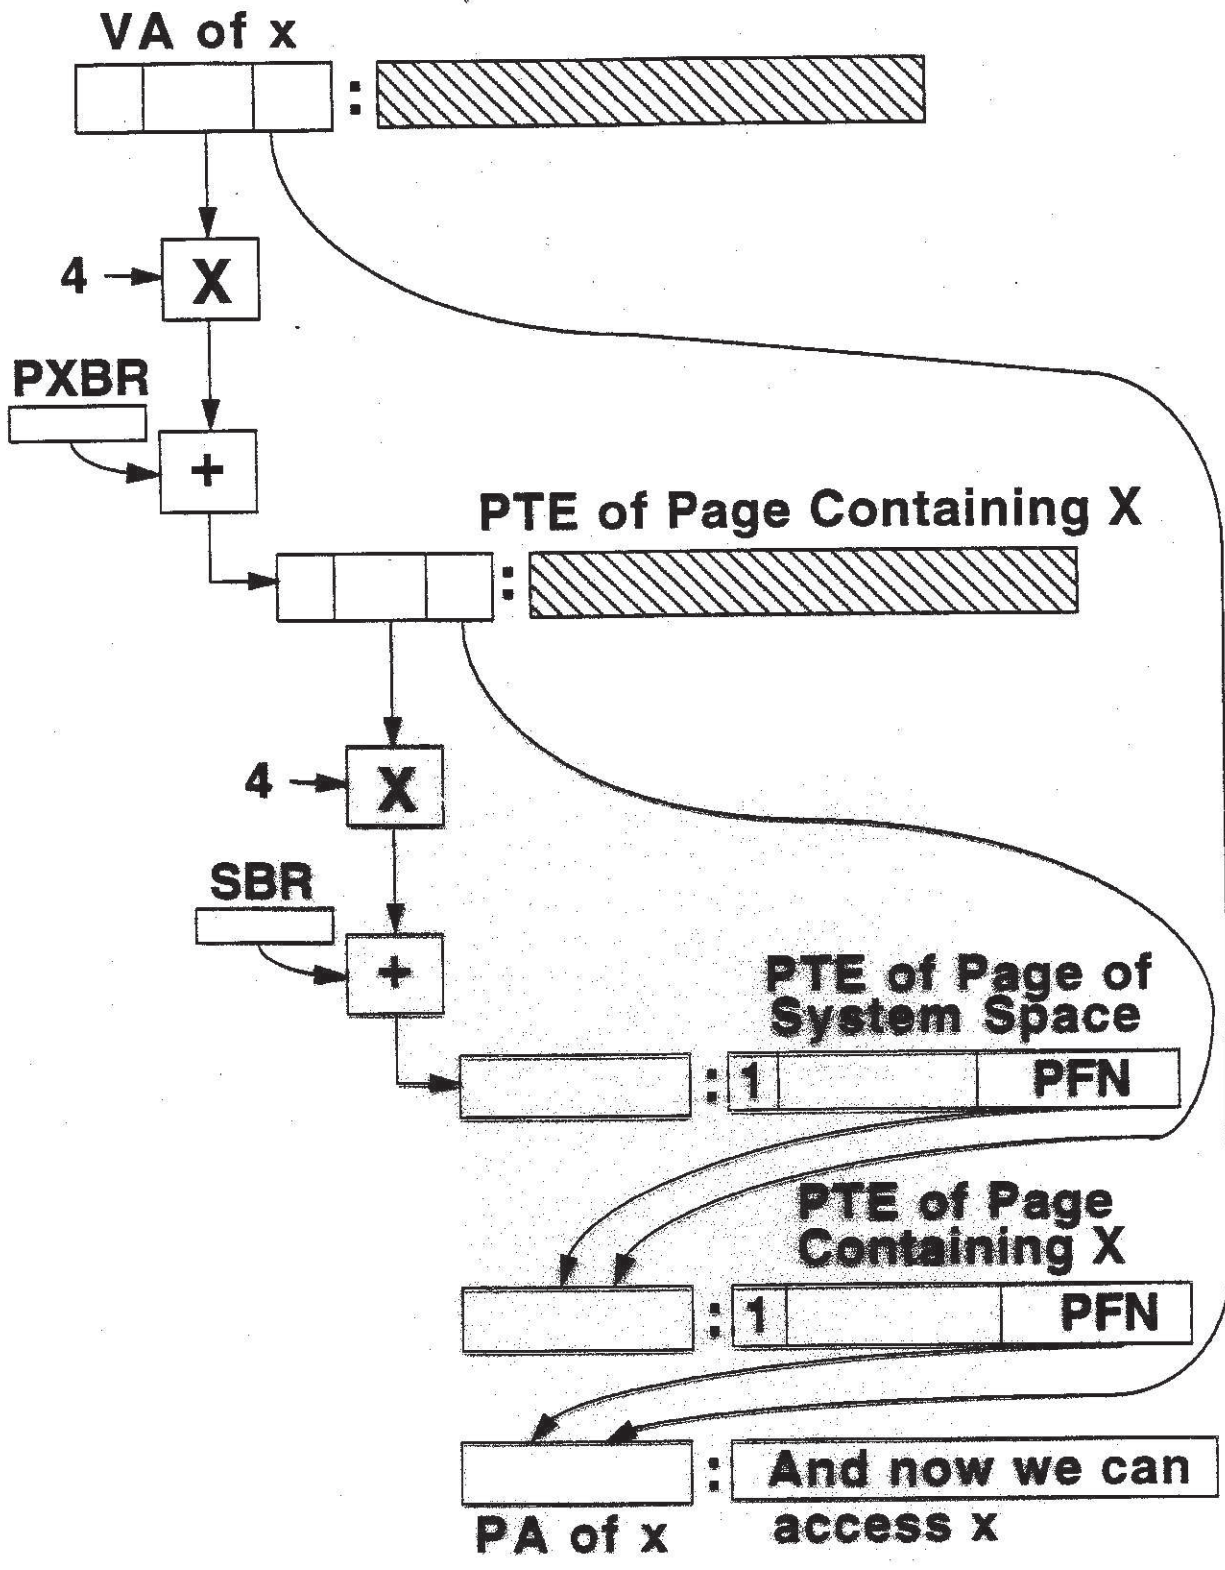 VA of x
:
4
X
PXBR
+
PTE of Page Containing X
:
4
X
SBR
+
PTE of Page of
System Space
: 1 PFN
PTE of Page
Containing X
: 1 PFN
: And now we can
access x
PA of x